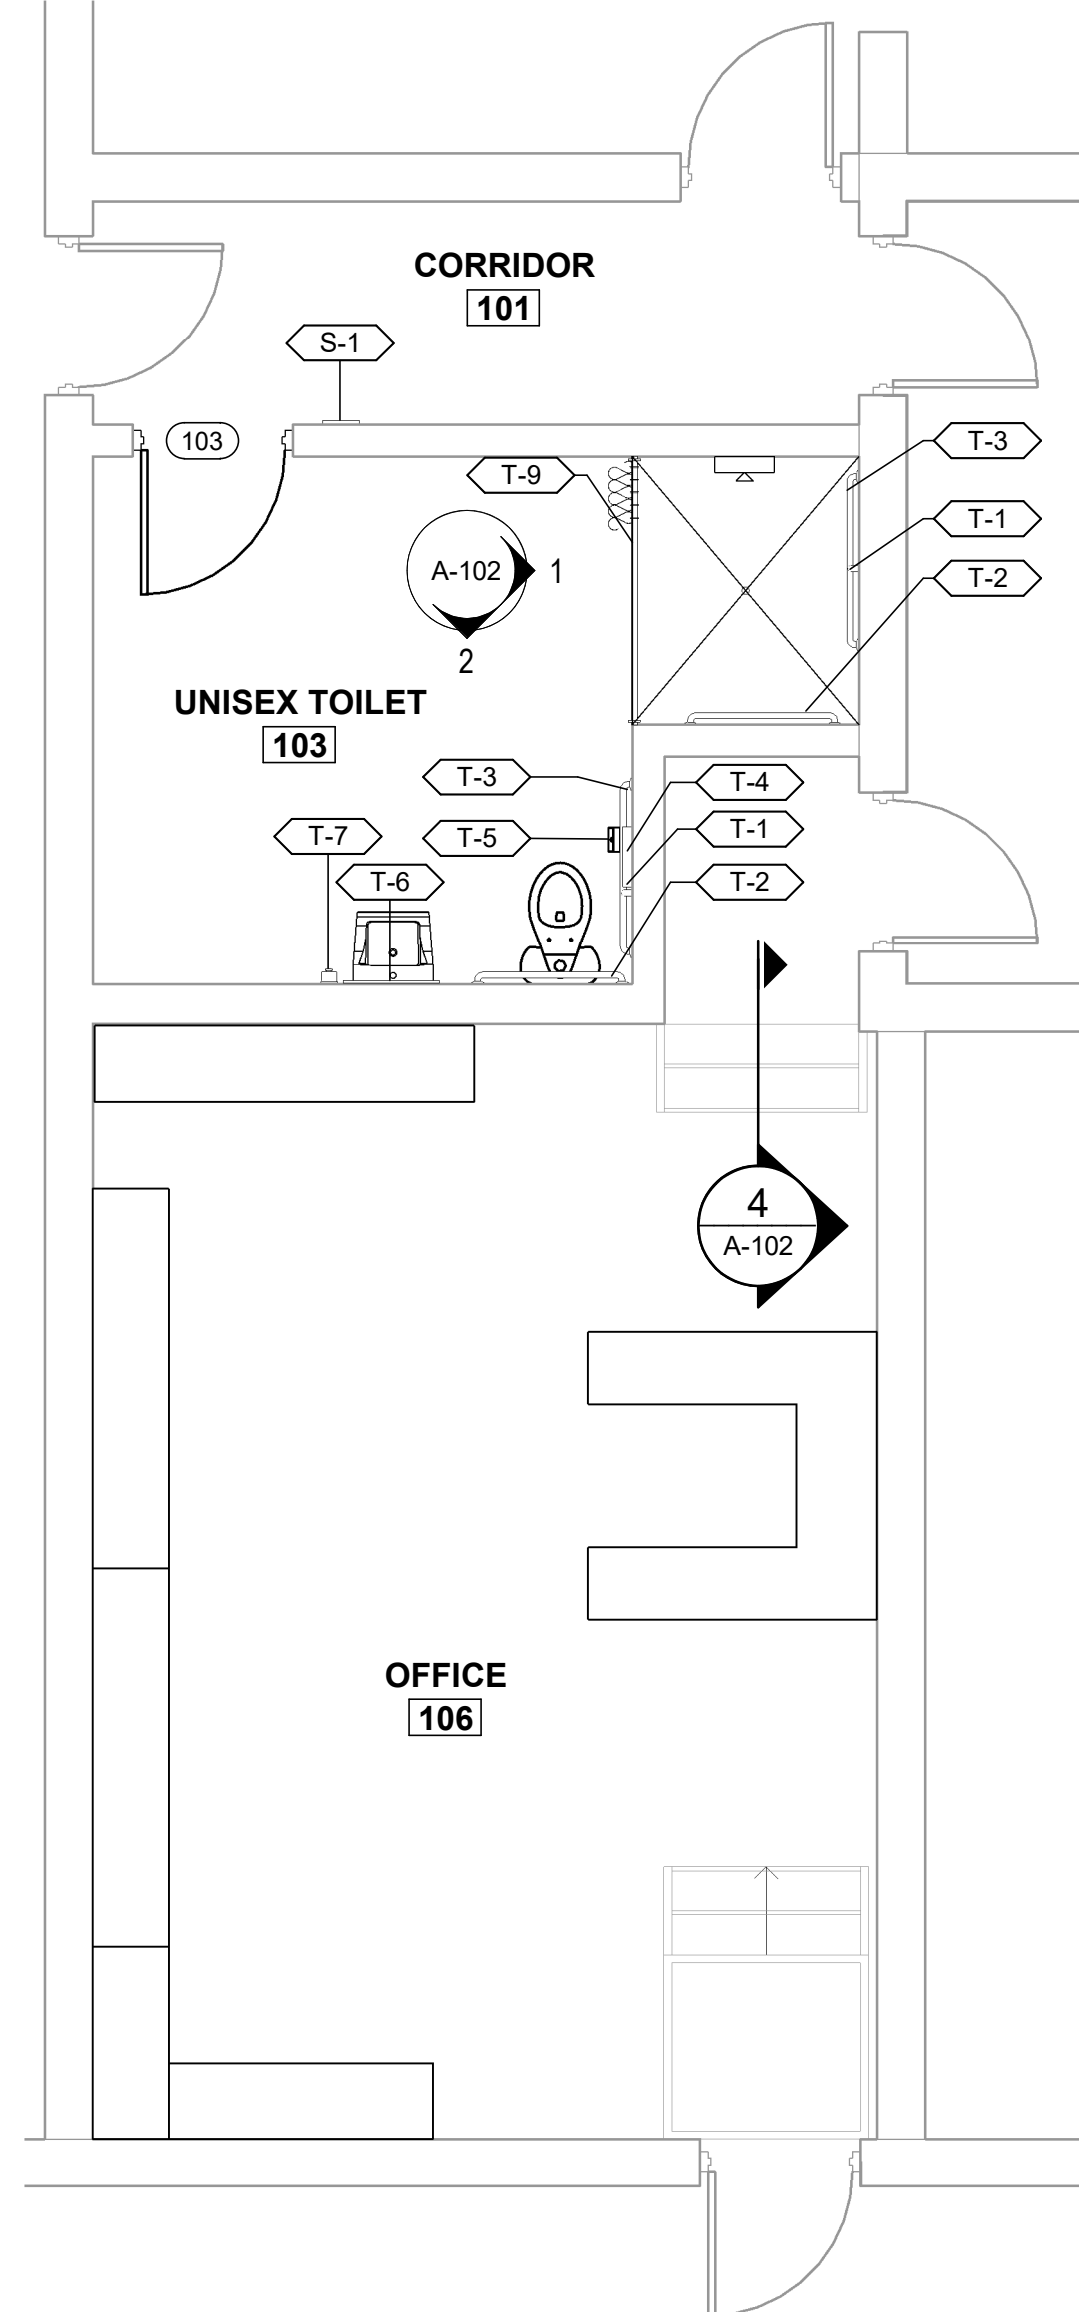 CORRIDOR
101
S-1
103
T-3
T-9
T-1
A-102
1
T-2
2
UNISEX TOILET
103
T-3
T-4
T-7
T-5
T-1
T-6
T-2
4
A-102
OFFICE
106